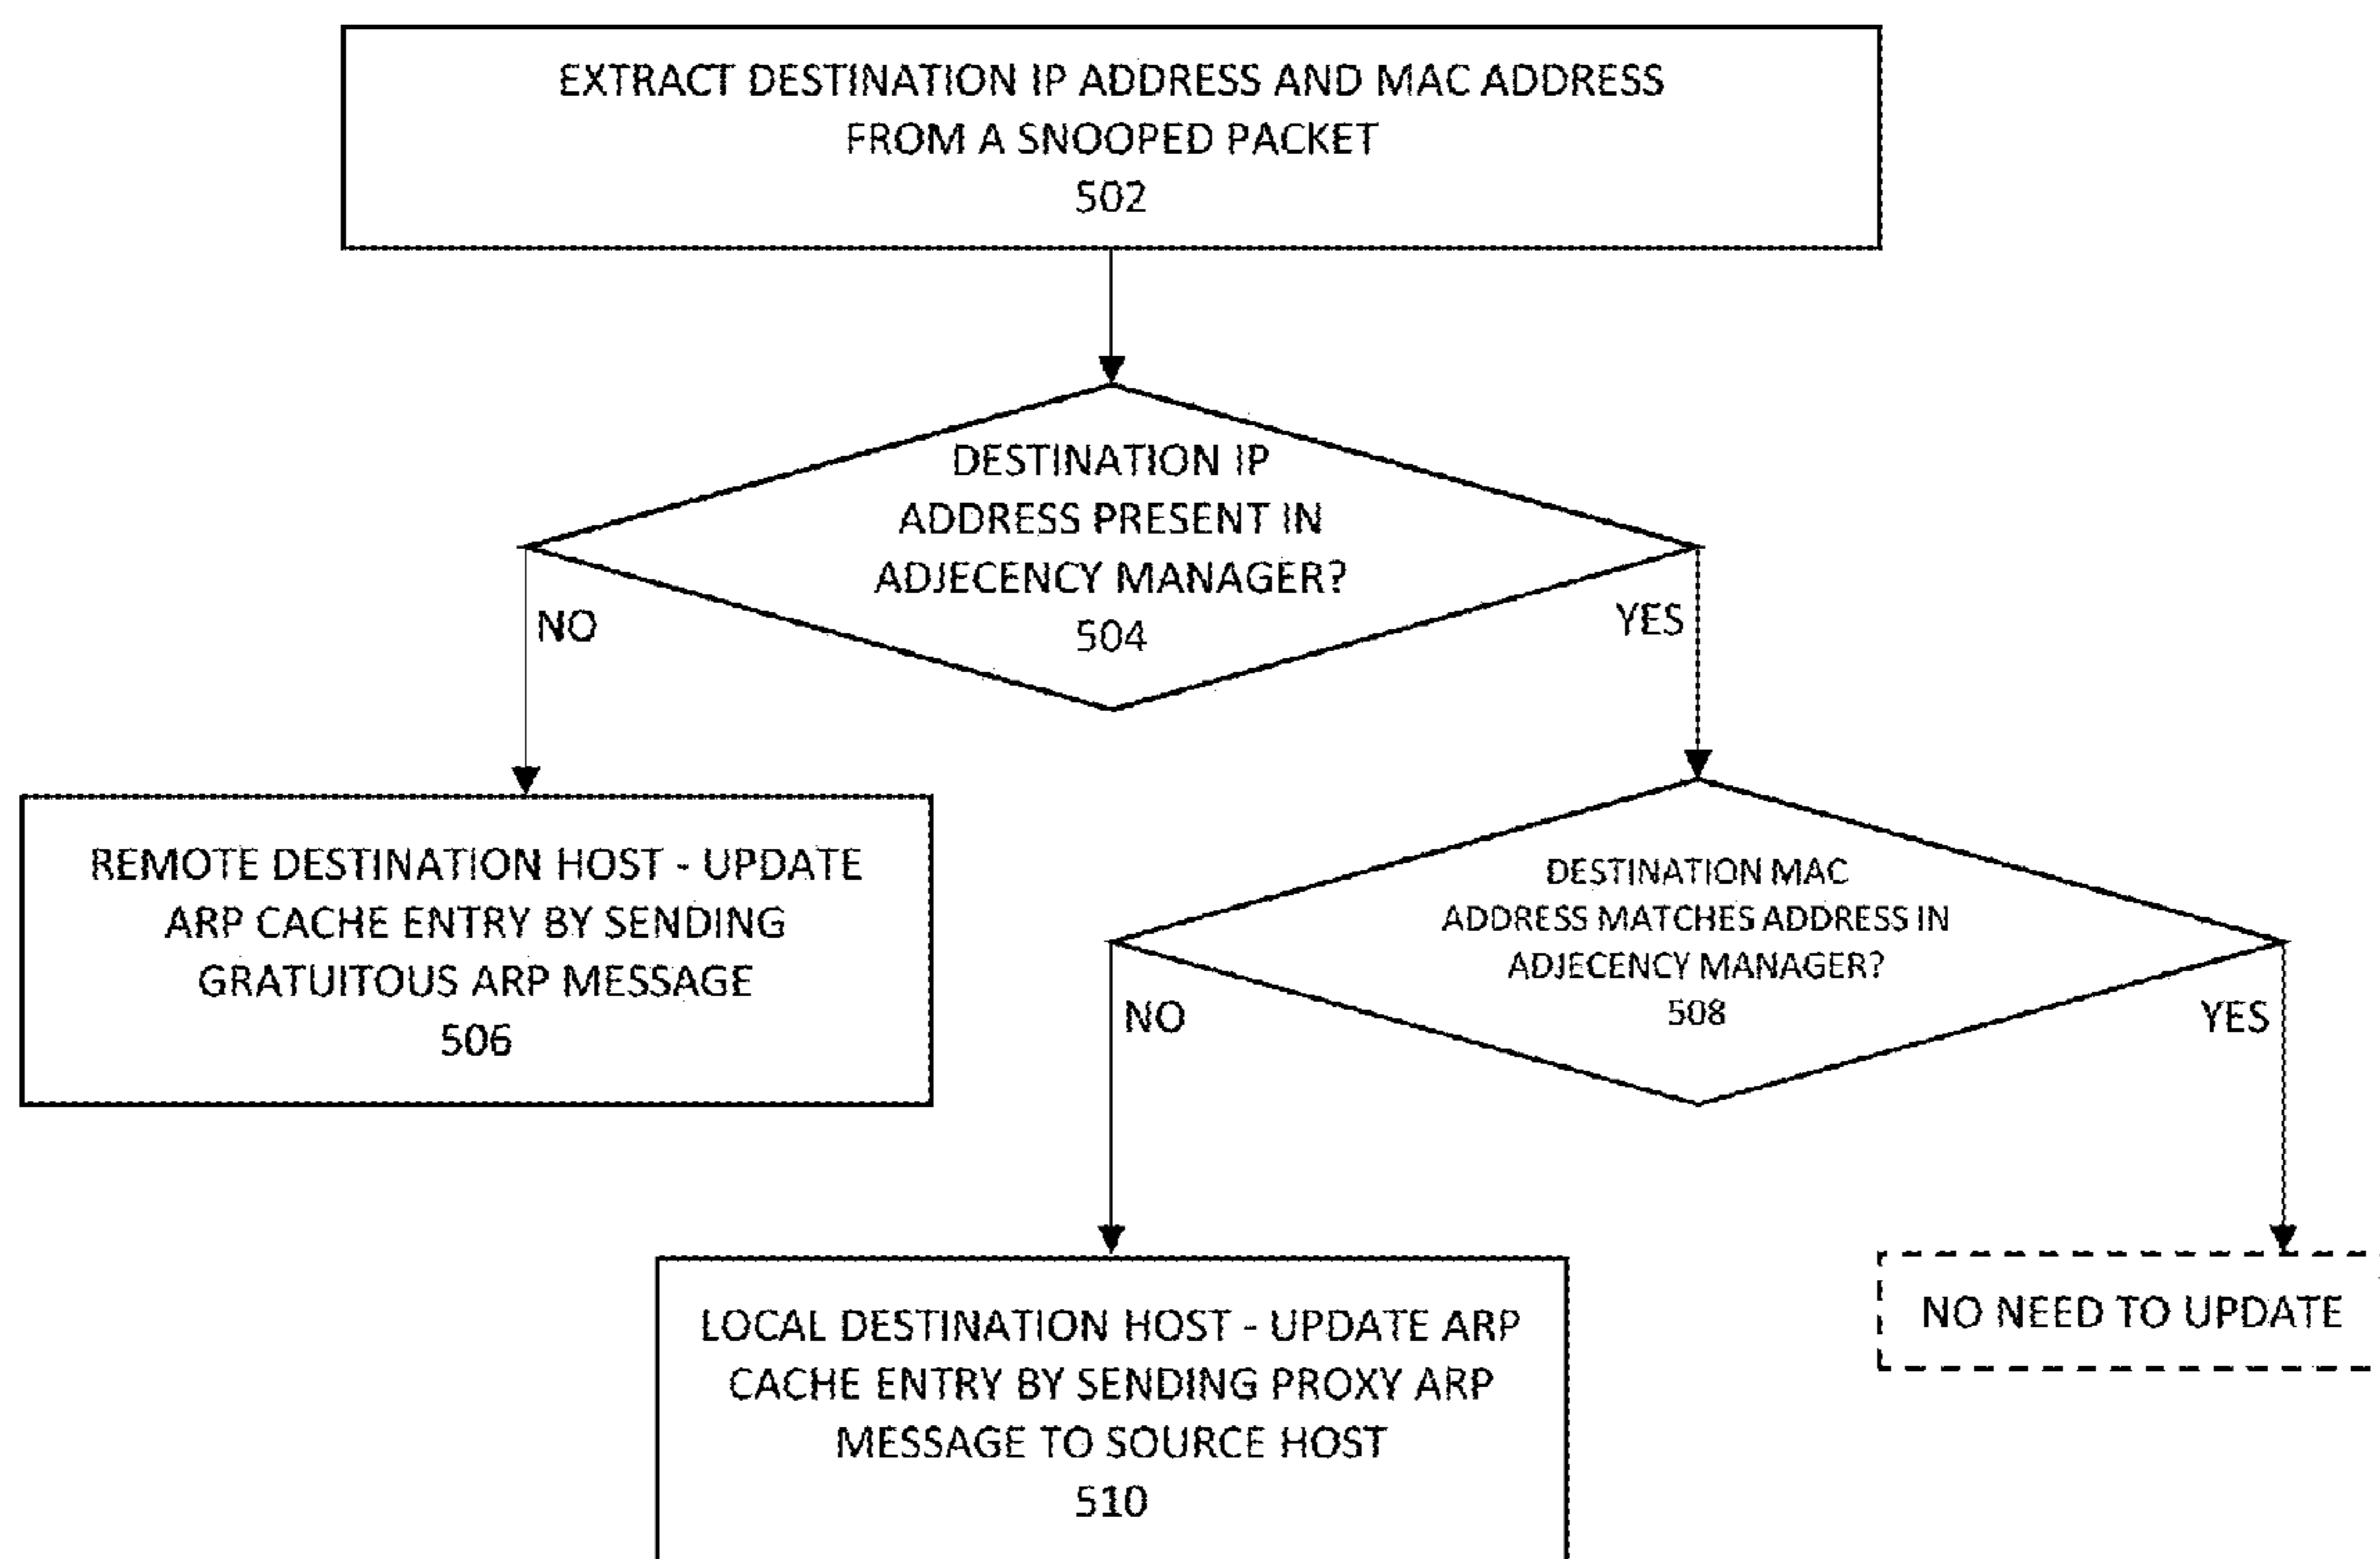 EXTRACT DESTINATION IP ADDRESS AND MAC ADDRESS
FROM A SNOOPED PACKET
502
DESTINATION IP
ADDRESS PRESENT IN
ADJECENCY MANAGER?
504
NO
YES
REMOTE DESTINATION HOST - UPDATE
ARP CACHE ENTRY BY SENDING
GRATUITOUS ARP MESSAGE
506
DESTINATION MAC
ADDRESS MATCHES ADDRESS IN
ADJECENCY MANAGER?
508
NO
YES
LOCAL DESTINATION HOST - UPDATE ARP
CACHE ENTRY BY SENDING PROXY ARP
MESSAGE TO SOURCE HOST
510
NO NEED TO UPDATE